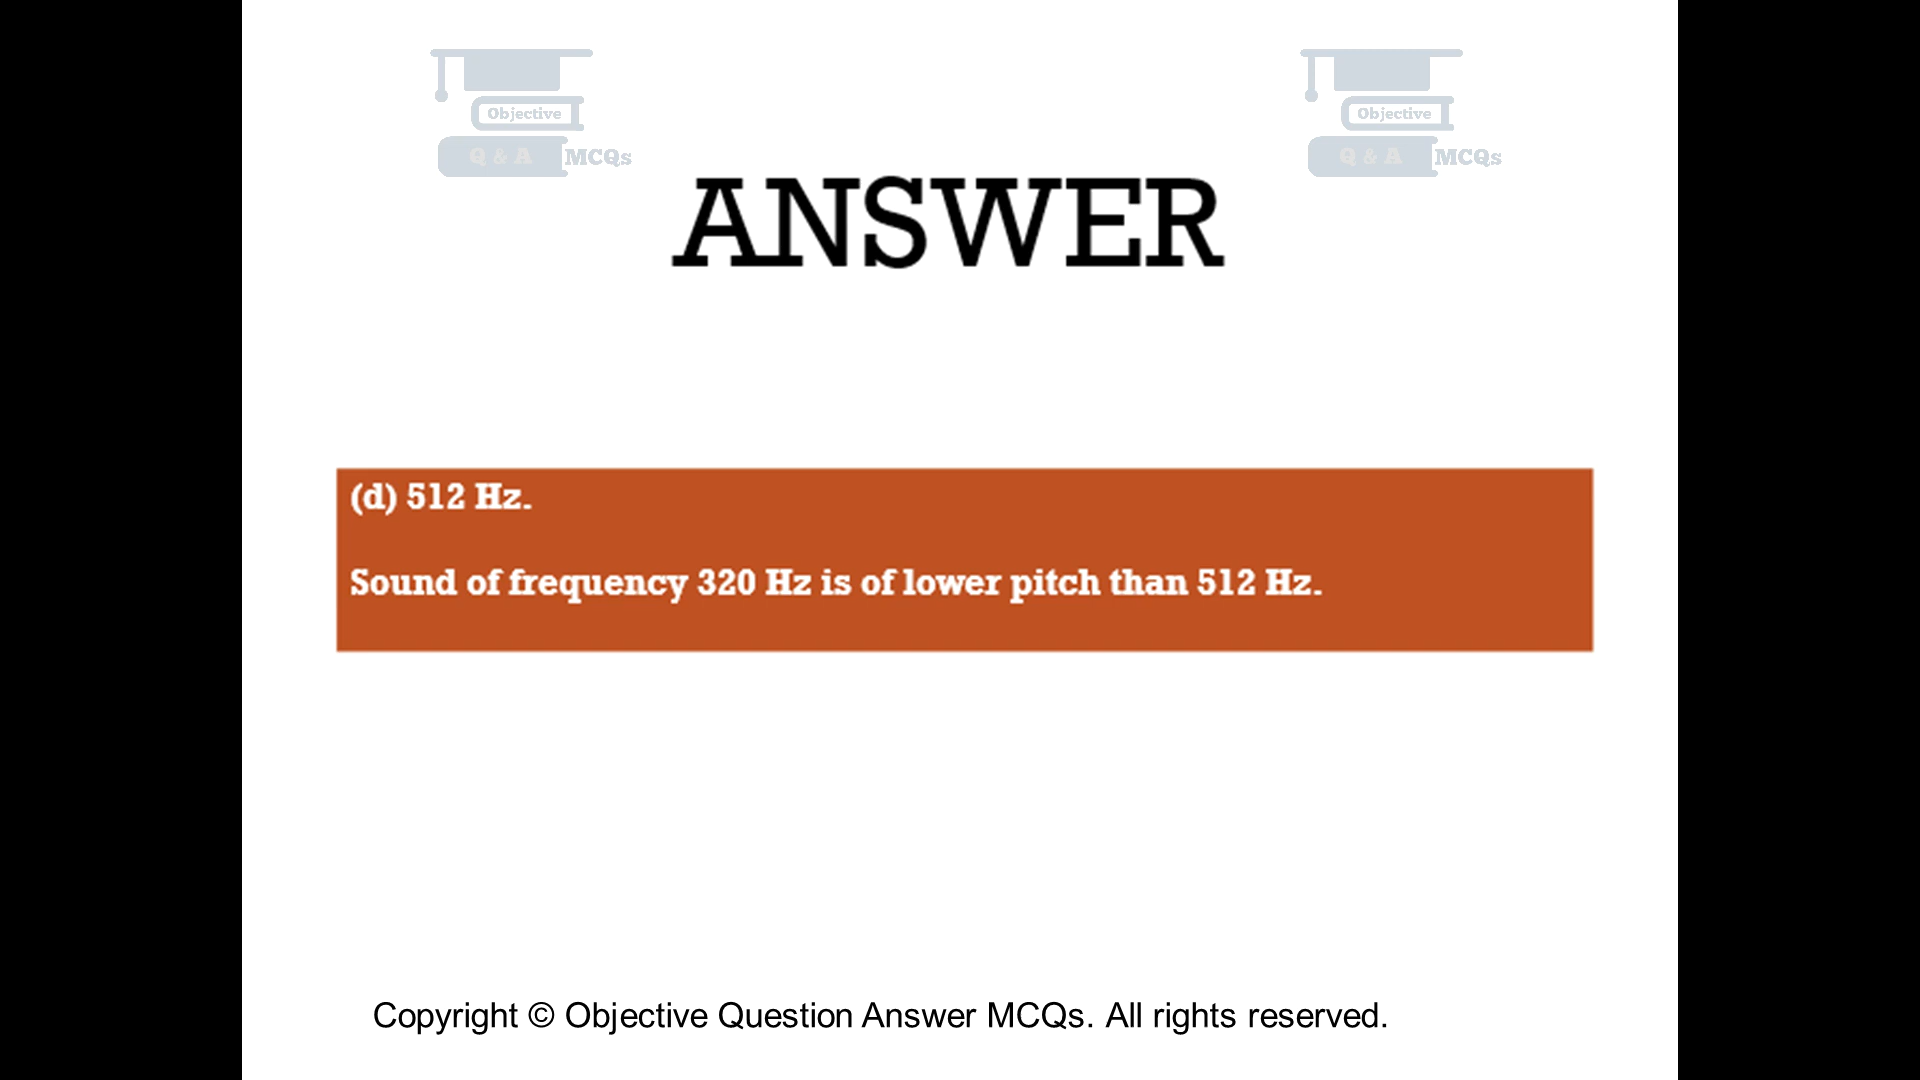 Objective
Q & A MCQs
Objective
Q & A MCQs
ANSWER
(d) 512 Hz.
Sound of frequency 320 Hz is of lower pitch than 512 Hz.
Copyright © Objective Question Answer MCQs. All rights reserved.